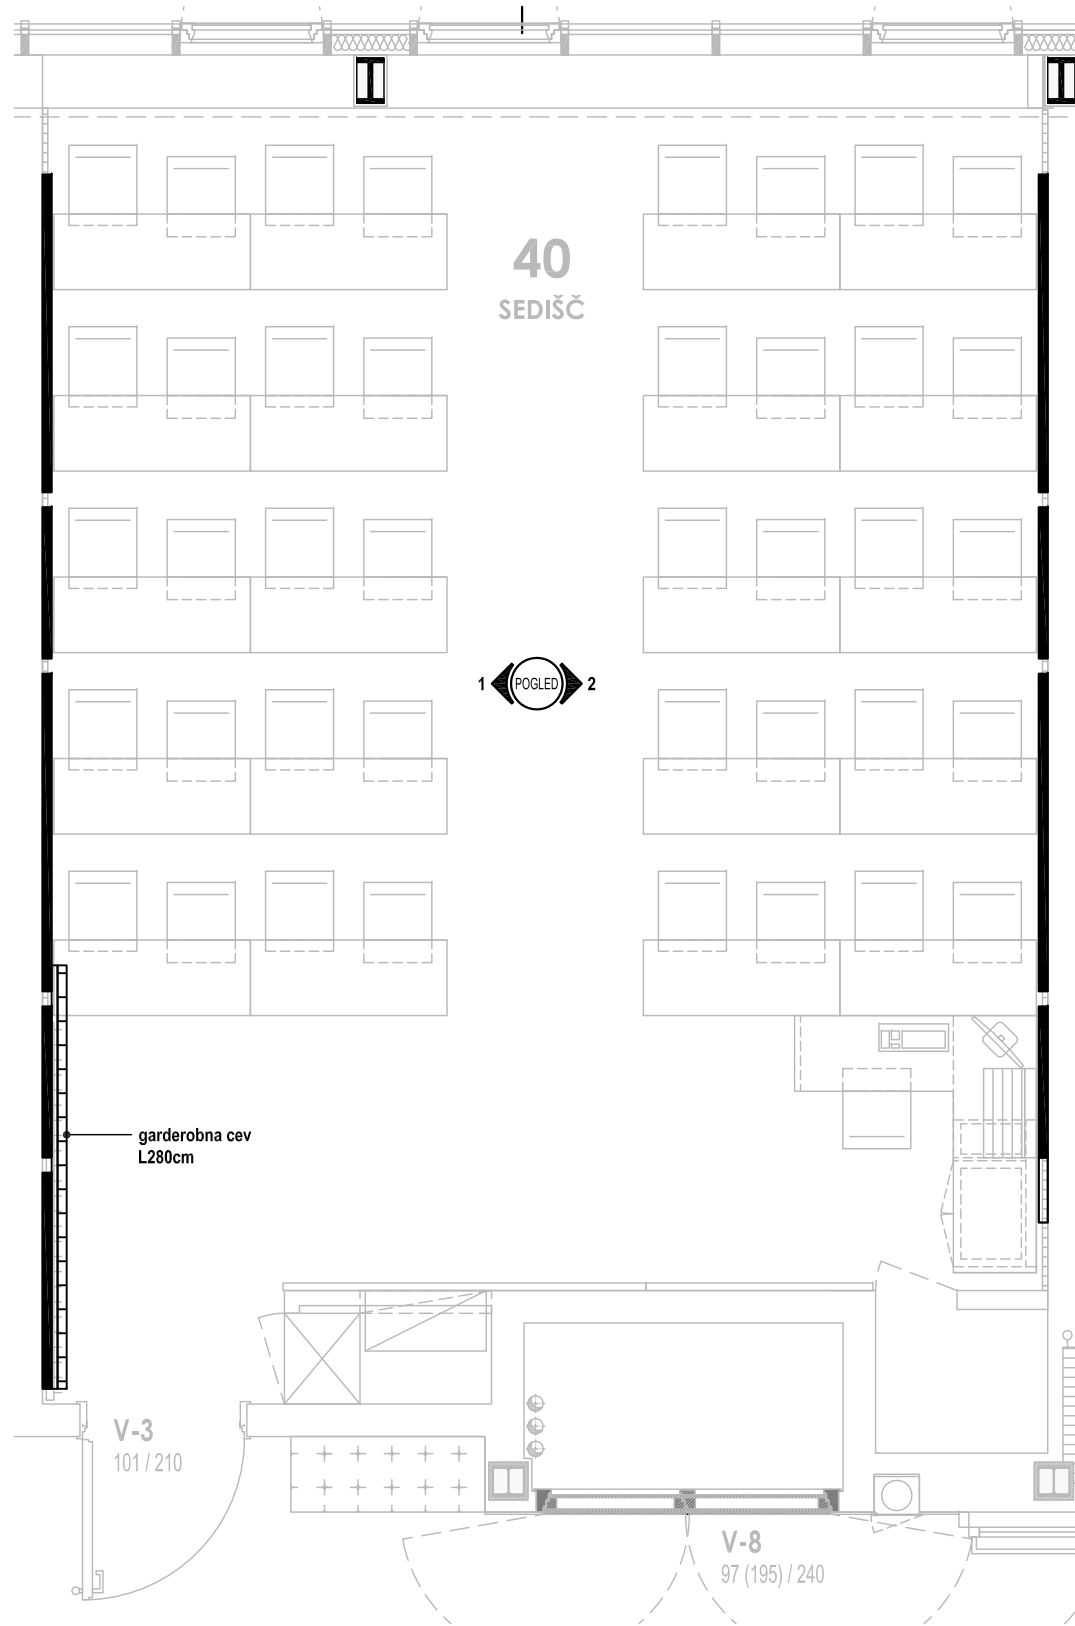 40
SEDIŠČ
1 POGLED 2
garderobna cev
L280cm
V-3
101 / 210
V-8
97 (195) / 240